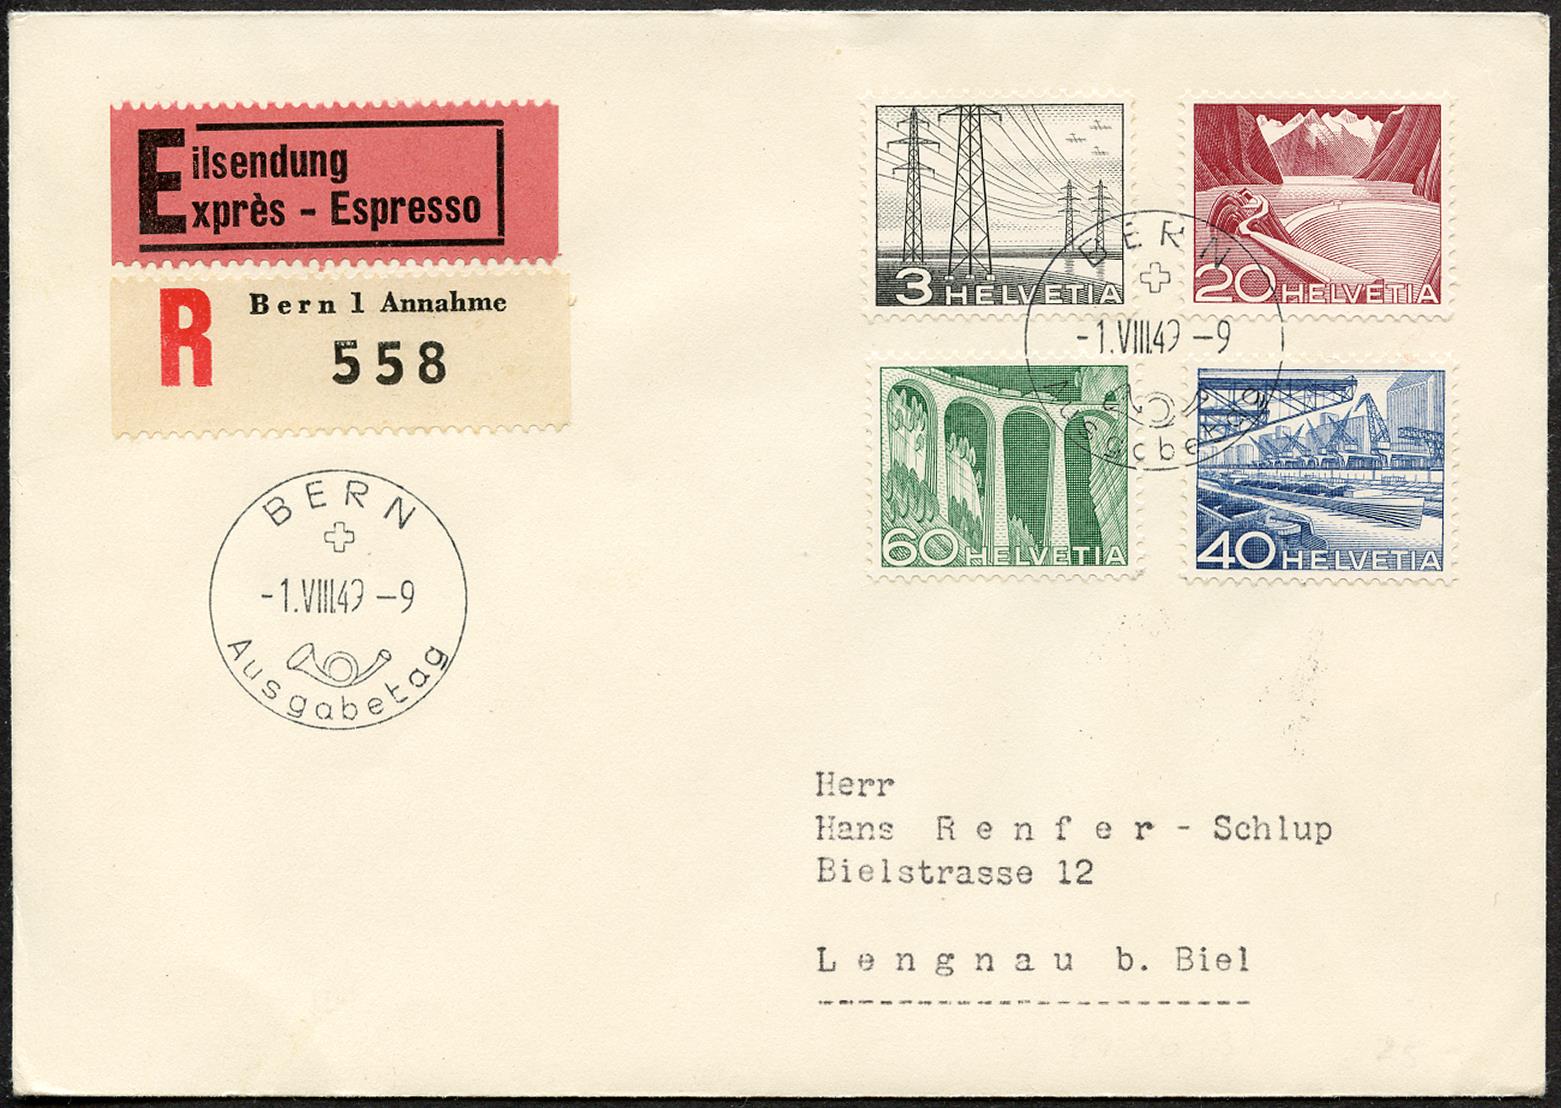 Eilsendung
Exprès - Espresso
R Bern 1 Annahme
558
3 HELVETIA
20 HELVETIA
BERN
-1.VIII.49 -9
Ausgabetag
60 HELVETIA
40 HELVETIA
BERN
-1.VIII.49 -9
Ausgabetag
Herr
Hans Renfer - Schlup
Bielstrasse 12
Lengnau b. Biel